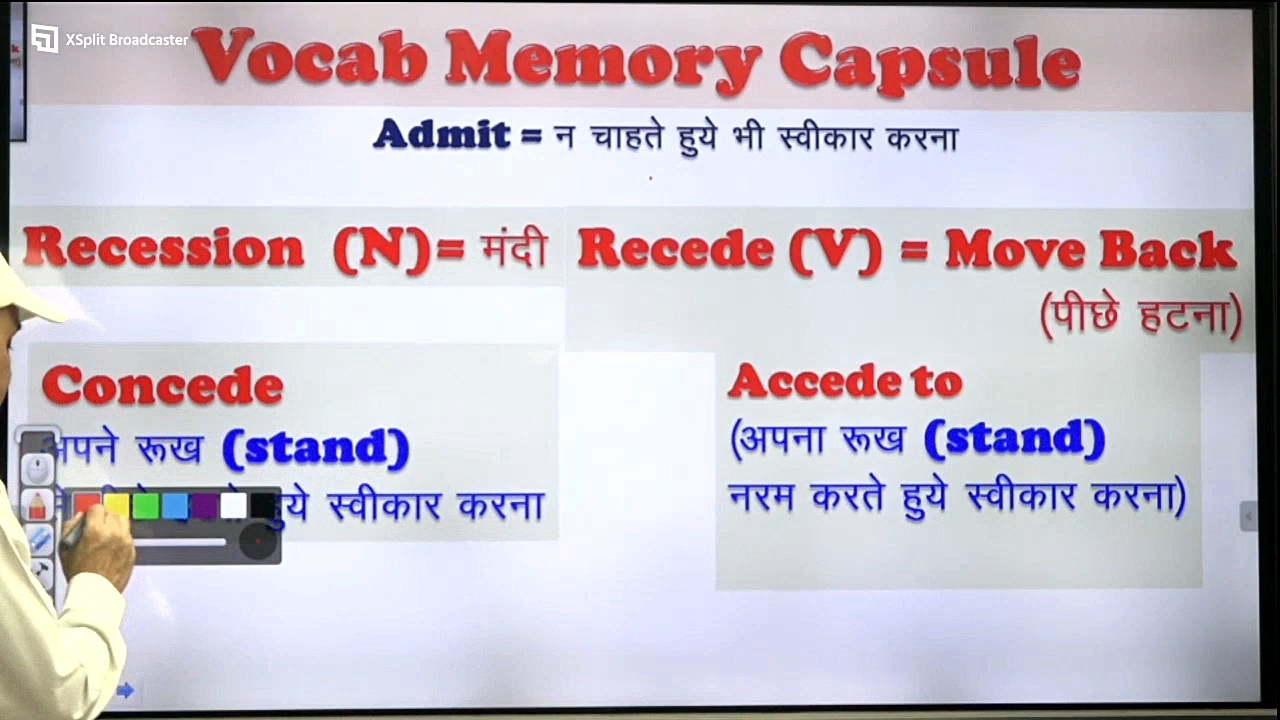 XSplit Broadcaster
Vocab Memory Capsule
Admit = न चाहते हुये भी स्वीकार करना
Recession (N)= मंदी
Recede (V) = Move Back
(पीछे हटना)
Concede
अपने रूख (stand)
हुये स्वीकार करना
Accede to
(अपना रूख (stand)
नरम करते हुये स्वीकार करना)